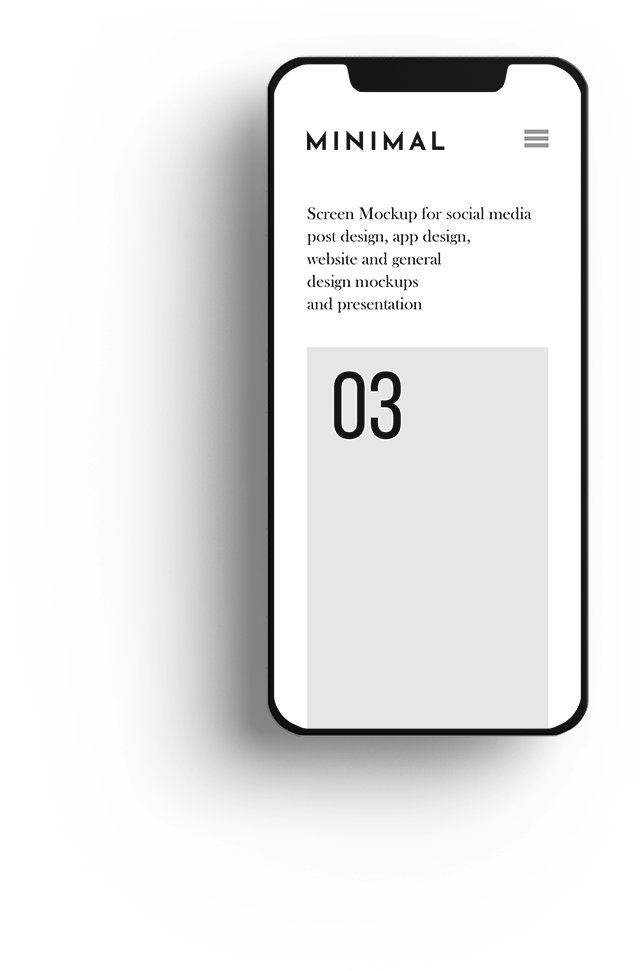 MINIMAL
Screen Mockup for social media
post design, app design,
website and general
design mockups
and presentation
03